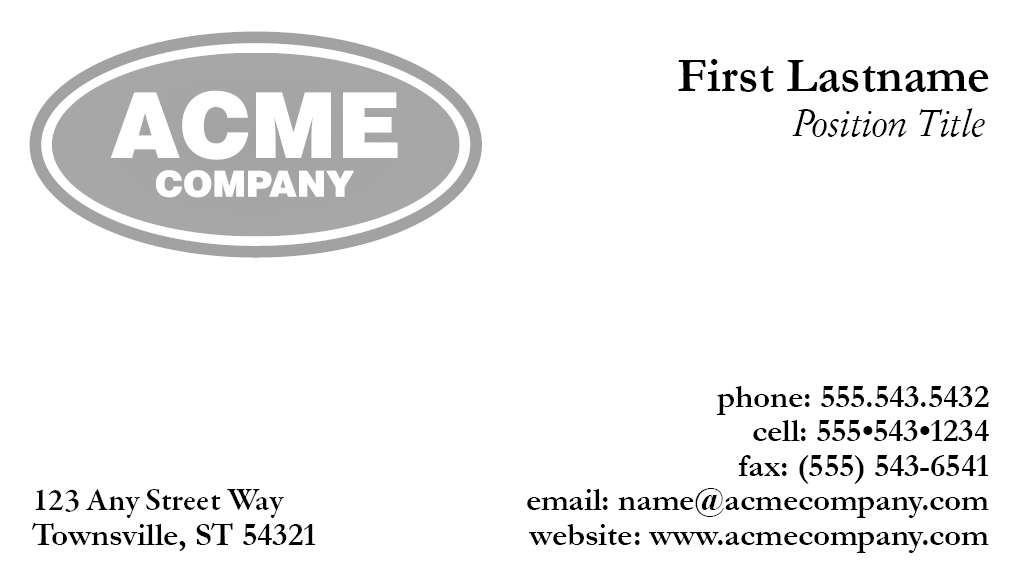 ACME
COMPANY
First Lastname
Position Title
phone: 555.543.5432
cell: 555•543•1234
fax: (555) 543-6541
email: name@acmecompany.com
website: www.acmecompany.com
123 Any Street Way
Townsville, ST 54321